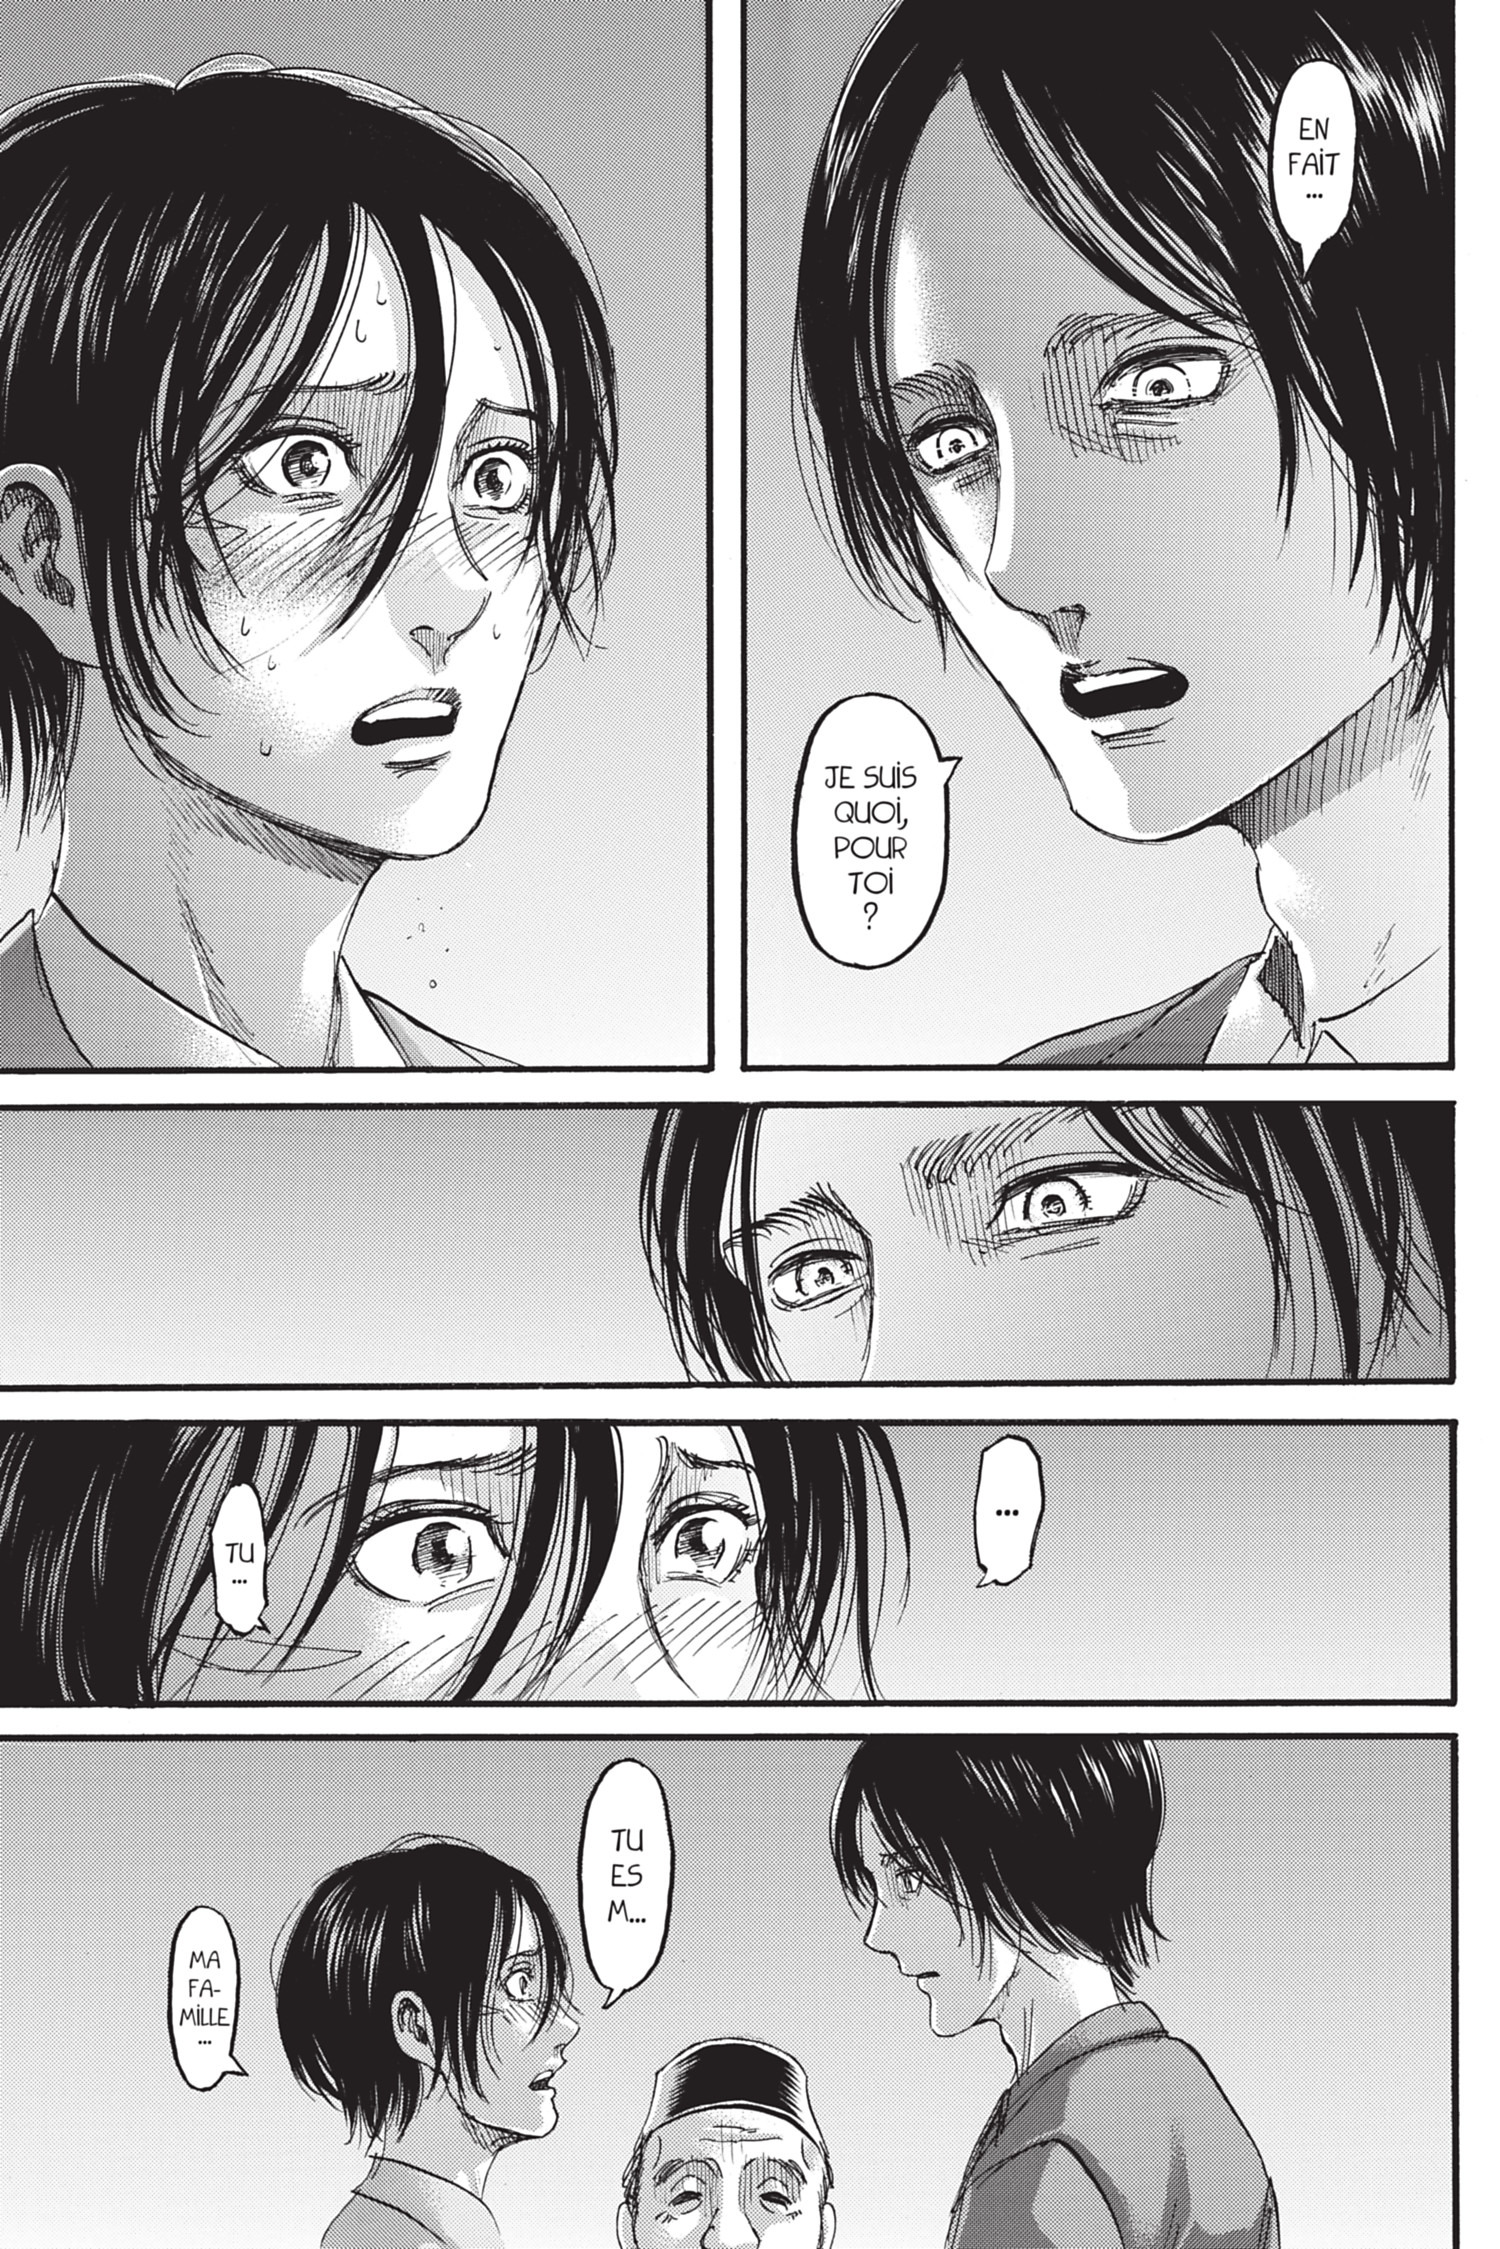 EN
FAIT
...
JE SUIS
QUOI,
POUR
TOI
?
...
TU
...
TU
ES
M...
MA
FA-
MILLE
...